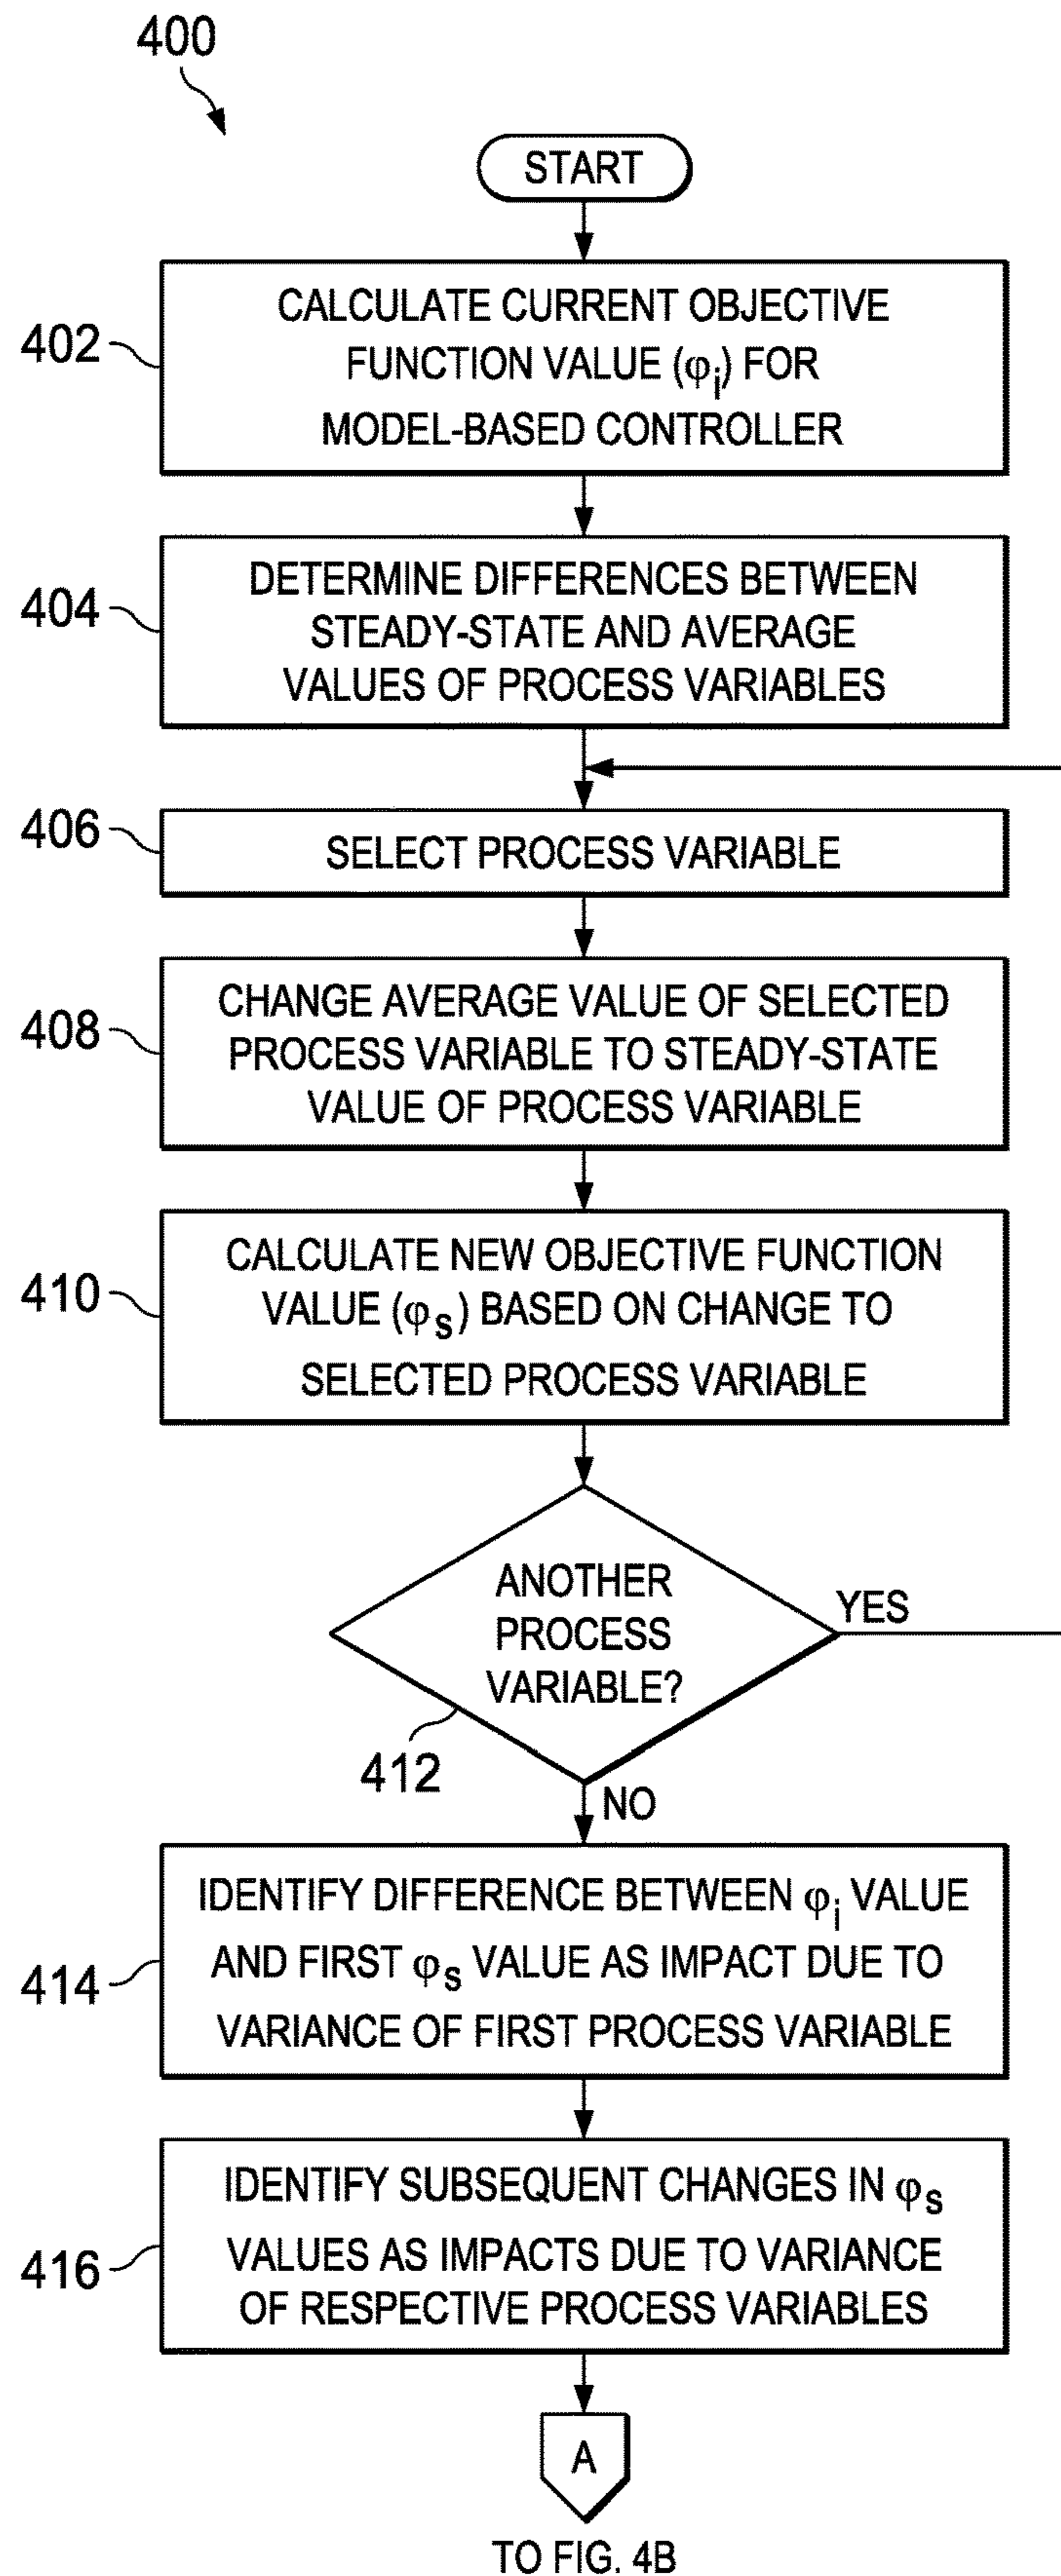 400
START
402
CALCULATE CURRENT OBJECTIVE
FUNCTION VALUE (φi) FOR
MODEL-BASED CONTROLLER
404
DETERMINE DIFFERENCES BETWEEN
STEADY-STATE AND AVERAGE
VALUES OF PROCESS VARIABLES
406
SELECT PROCESS VARIABLE
408
CHANGE AVERAGE VALUE OF SELECTED
PROCESS VARIABLE TO STEADY-STATE
VALUE OF PROCESS VARIABLE
410
CALCULATE NEW OBJECTIVE FUNCTION
VALUE (φs) BASED ON CHANGE TO
SELECTED PROCESS VARIABLE
ANOTHER
PROCESS
VARIABLE?
YES
412
NO
414
IDENTIFY DIFFERENCE BETWEEN φi VALUE
AND FIRST φs VALUE AS IMPACT DUE TO
VARIANCE OF FIRST PROCESS VARIABLE
416
IDENTIFY SUBSEQUENT CHANGES IN φs
VALUES AS IMPACTS DUE TO VARIANCE
OF RESPECTIVE PROCESS VARIABLES
A
TO FIG. 4B